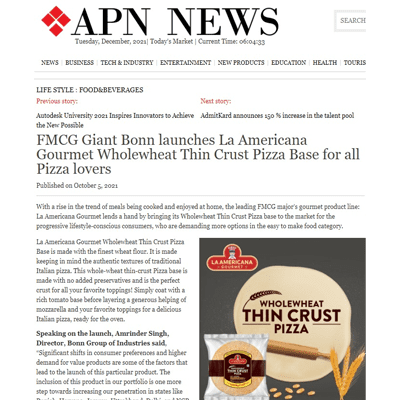 APN NEWS
SEARCH
Tuesday, December, 2021| Today's Market | Current Time: 06:04:33
NEWS | BUSINESS | TECH & INDUSTRY | ENTERTAINMENT | NEW PRODUCTS | EDUCATION | HEALTH | TOURIS
LIFE STYLE : FOOD&BEVERAGES
Previous story: Next story:
Autodesk University 2021 Inspires Innovators to Achieve the New Possible
AdmitKard announces 150 % increase in the talent pool
FMCG Giant Bonn launches La Americana
Gourmet Wholewheat Thin Crust Pizza Base for all
Pizza lovers
Published on October 5, 2021
With a rise in the trend of meals being cooked and enjoyed at home, the leading FMCG major's gourmet product line:
La Americana Gourmet lends a hand by bringing its Wholewheat Thin Crust Pizza base to the market for the
progressive lifestyle-conscious consumers, who are demanding more options in the easy to make food category.
La Americana Gourmet Wholewheat Thin Crust Pizza
Base is made with the finest wheat flour. It is made
keeping in mind the authentic textures of traditional
Italian pizza. This whole-wheat thin-crust Pizza base is
made with no added preservatives and is the perfect
crust for all your favorite toppings! Simply coat with a
rich tomato base before layering a generous helping of
mozzarella and your favorite toppings for a delicious
Italian pizza, ready for the oven.
Speaking on the launch, Amrinder Singh,
Director, Bonn Group of Industries said,
“Significant shifts in consumer preferences and higher
demand for value products are some of the factors that
lead to the launch of this particular product. The
inclusion of this product in our portfolio is one more
step towards increasing our penetration in states like
LA AMERICANA
GOURMET
WHOLEWHEAT
THIN CRUST
PIZZA